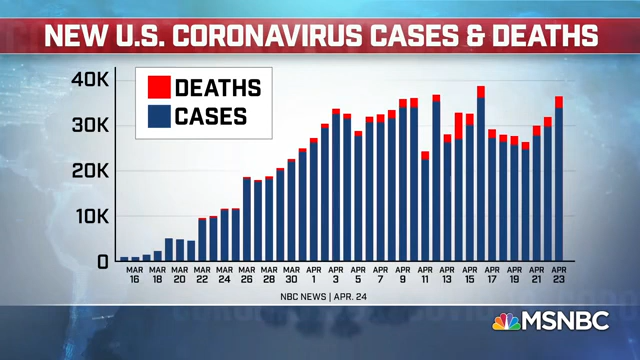 NEW U.S. CORONAVIRUS CASES & DEATHS
40K
30K
20K
10K
0
DEATHS
CASES
MAR 16
MAR 18
MAR 20
MAR 22
MAR 24
MAR 26
MAR 28
MAR 30
APR 1
APR 3
APR 5
APR 7
APR 9
APR 11
APR 13
APR 15
APR 17
APR 19
APR 21
APR 23
NBC NEWS | APR. 24
MSNBC